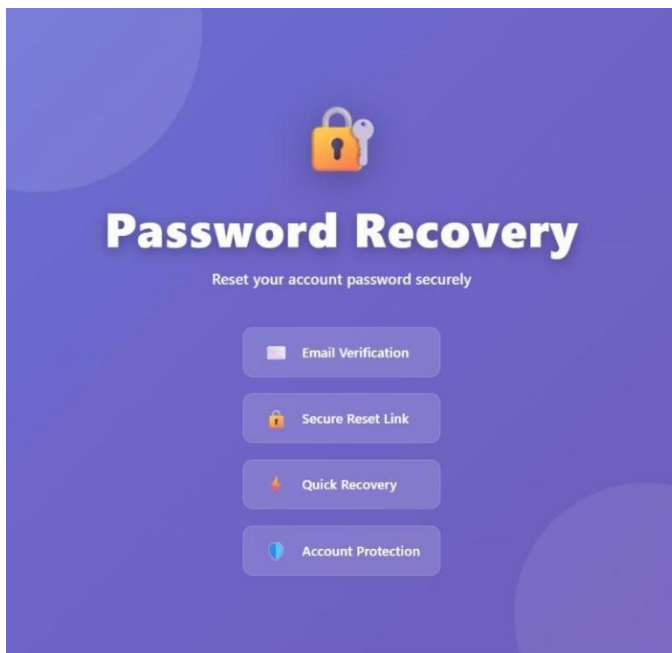 Password Recovery
Reset your account password securely
Email Verification
Secure Reset Link
Quick Recovery
Account Protection